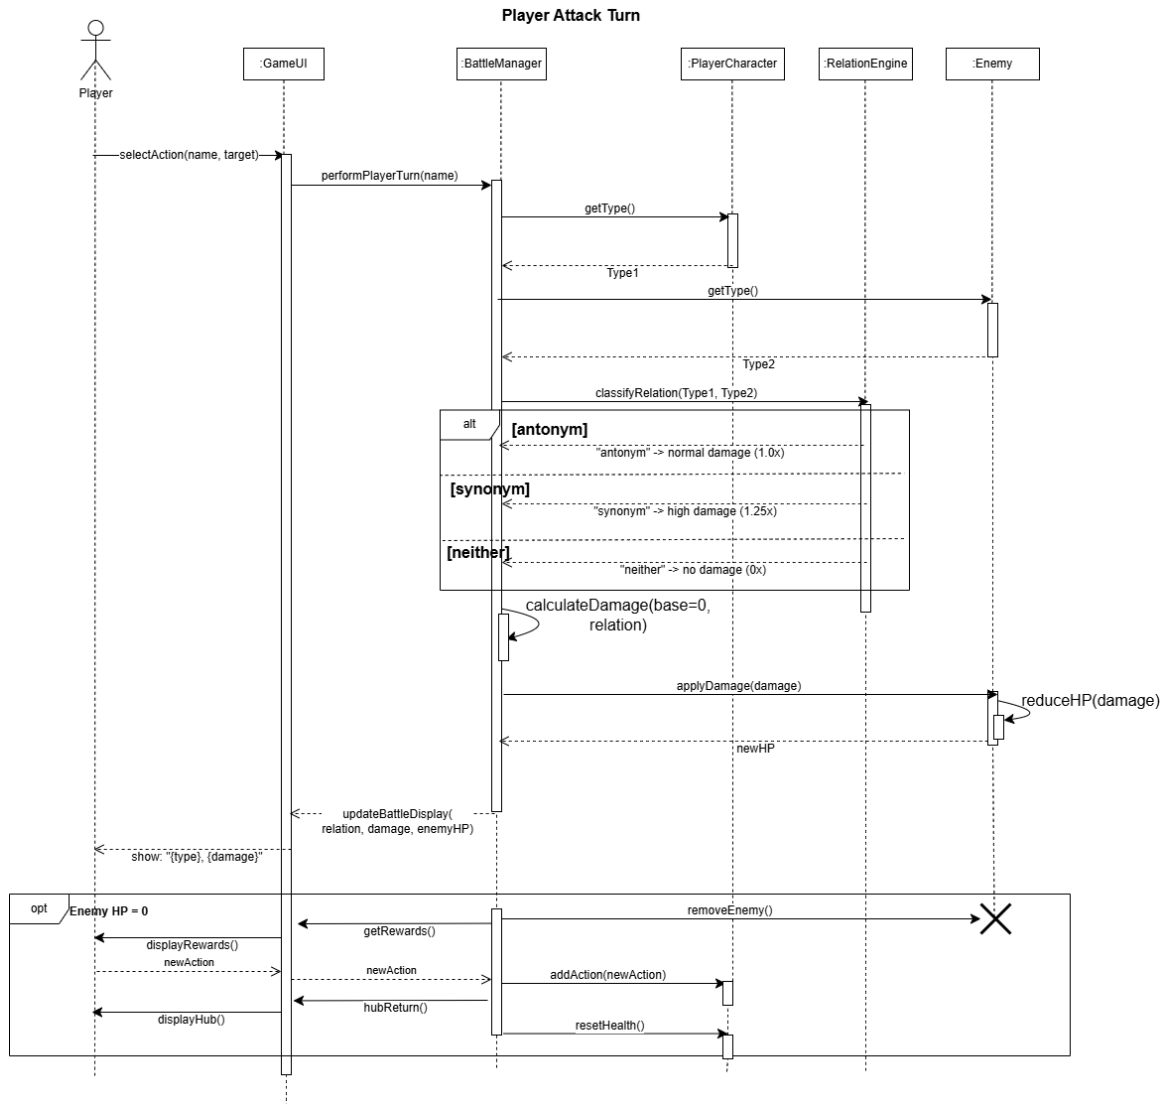 Player Attack Turn
Player
:GameUI
:BattleManager
:PlayerCharacter
:RelationEngine
:Enemy
selectAction(name, target)
performPlayerTurn(name)
getType()
Type1
getType()
Type2
classifyRelation(Type1, Type2)
alt
[antonym]
"antonym" -> normal damage (1.0x)
[synonym]
"synonym" -> high damage (1.25x)
[neither]
"neither" -> no damage (0x)
calculateDamage(base=0,
relation)
applyDamage(damage)
reduceHP(damage)
newHP
updateBattleDisplay(
relation, damage, enemyHP)
show: "{type}, {damage}"
opt
Enemy HP = 0
removeEnemy()
getRewards()
displayRewards()
newAction
newAction
addAction(newAction)
hubReturn()
displayHub()
resetHealth()